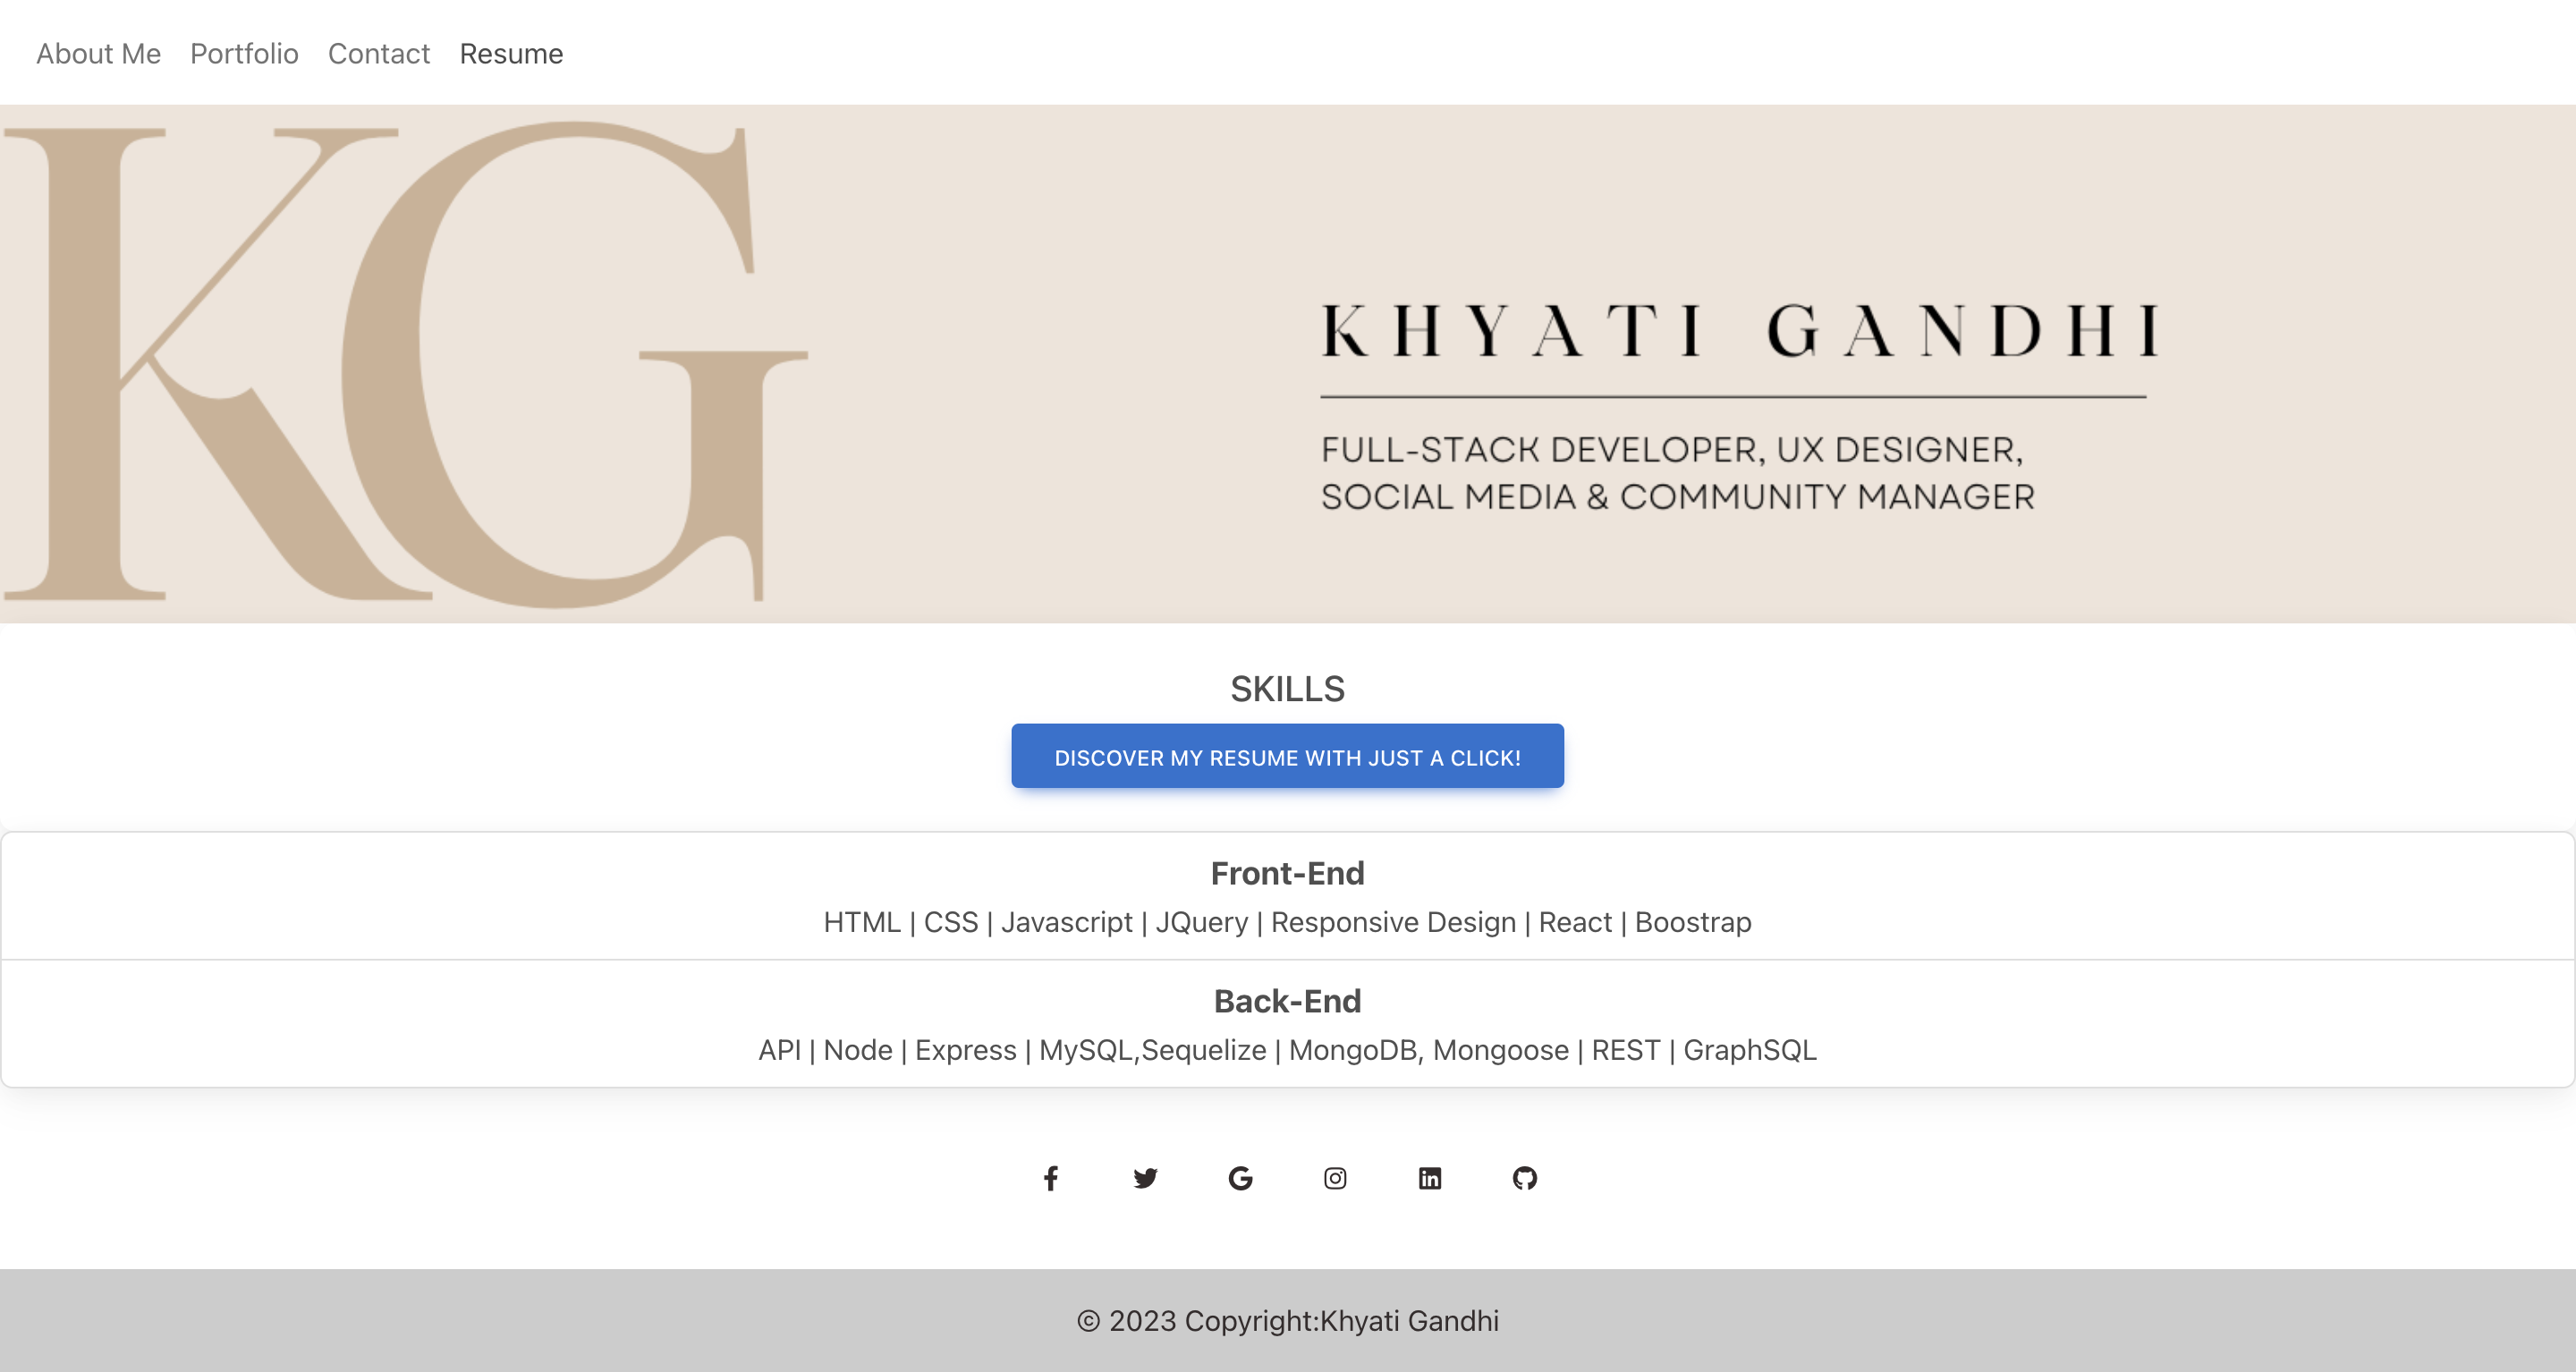 About Me Portfolio Contact Resume
KG
KHYATI GANDHI
FULL-STACK DEVELOPER, UX DESIGNER,
SOCIAL MEDIA & COMMUNITY MANAGER
SKILLS
DISCOVER MY RESUME WITH JUST A CLICK!
Front-End
HTML | CSS | Javascript | JQuery | Responsive Design | React | Boostrap
Back-End
API | Node | Express | MySQL,Sequelize | MongoDB, Mongoose | REST | GraphSQL
© 2023 Copyright:Khyati Gandhi